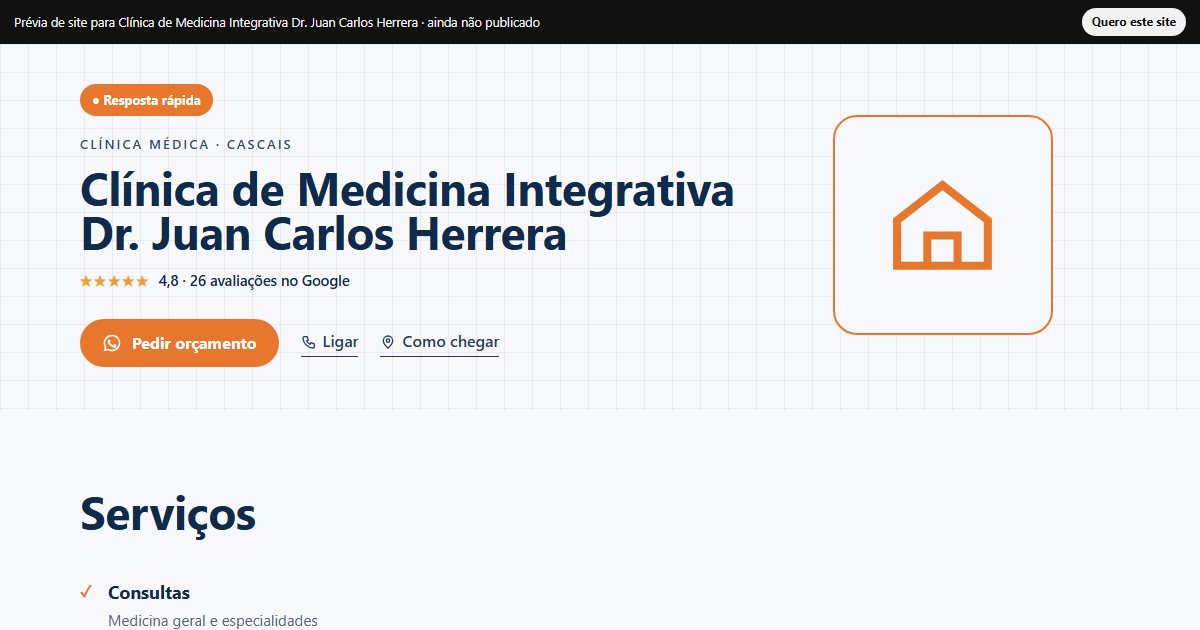 Prévia de site para Clínica de Medicina Integrativa Dr. Juan Carlos Herrera · ainda não publicado
Quero este site
Resposta rápida
CLÍNICA MÉDICA · CASCAIS
Clínica de Medicina Integrativa
Dr. Juan Carlos Herrera
★★★★★ 4,8 · 26 avaliações no Google
Pedir orçamento
Ligar
Como chegar
Serviços
✓ Consultas
Medicina geral e especialidades